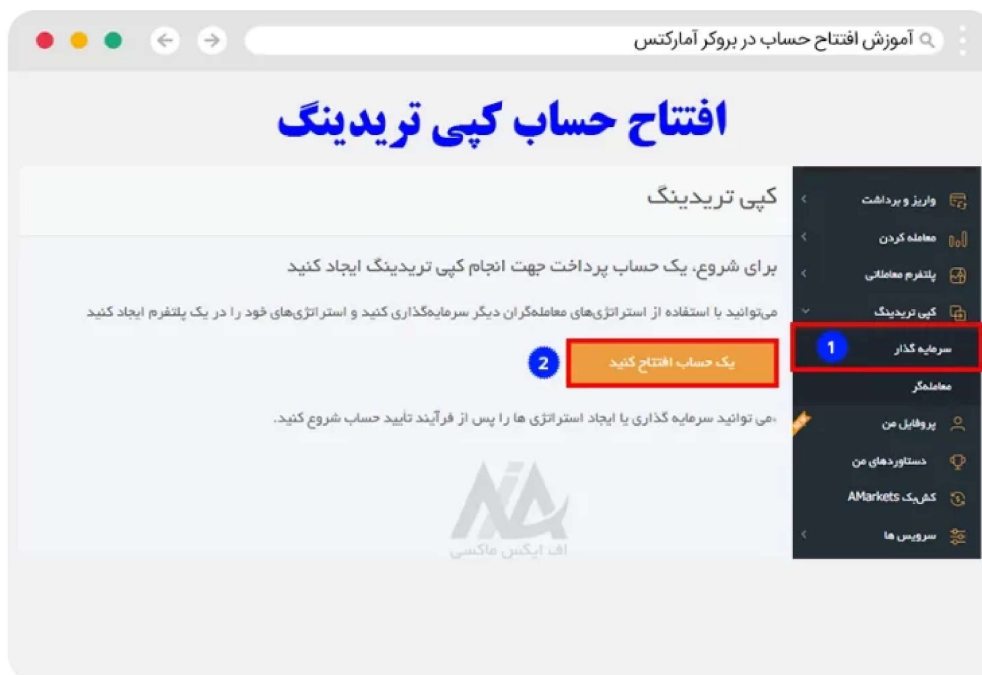 آموزش افتتاح حساب در بروکر آمارکتس
افتتاح حساب کپی تریدینگ
واریز و برداشت
معامله کردن
پلتفرم معاملاتی
کپی تریدینگ
سرمایه گذار
1
معامله‌گر
پروفایل من
دستاوردهای من
کش‌بک AMarkets
سرویس ها
کپی تریدینگ
برای شروع، یک حساب پرداخت جهت انجام کپی تریدینگ ایجاد کنید
می‌توانید با استفاده از استراتژی‌های معامله‌گران دیگر سرمایه‌گذاری کنید و استراتژی‌های خود را در یک پلتفرم ایجاد کنید
یک حساب افتتاح کنید
2
می توانید سرمایه گذاری یا ایجاد استراتژی ها را پس از فرآیند تأیید حساب شروع کنید.
اف ایکس ماکسی